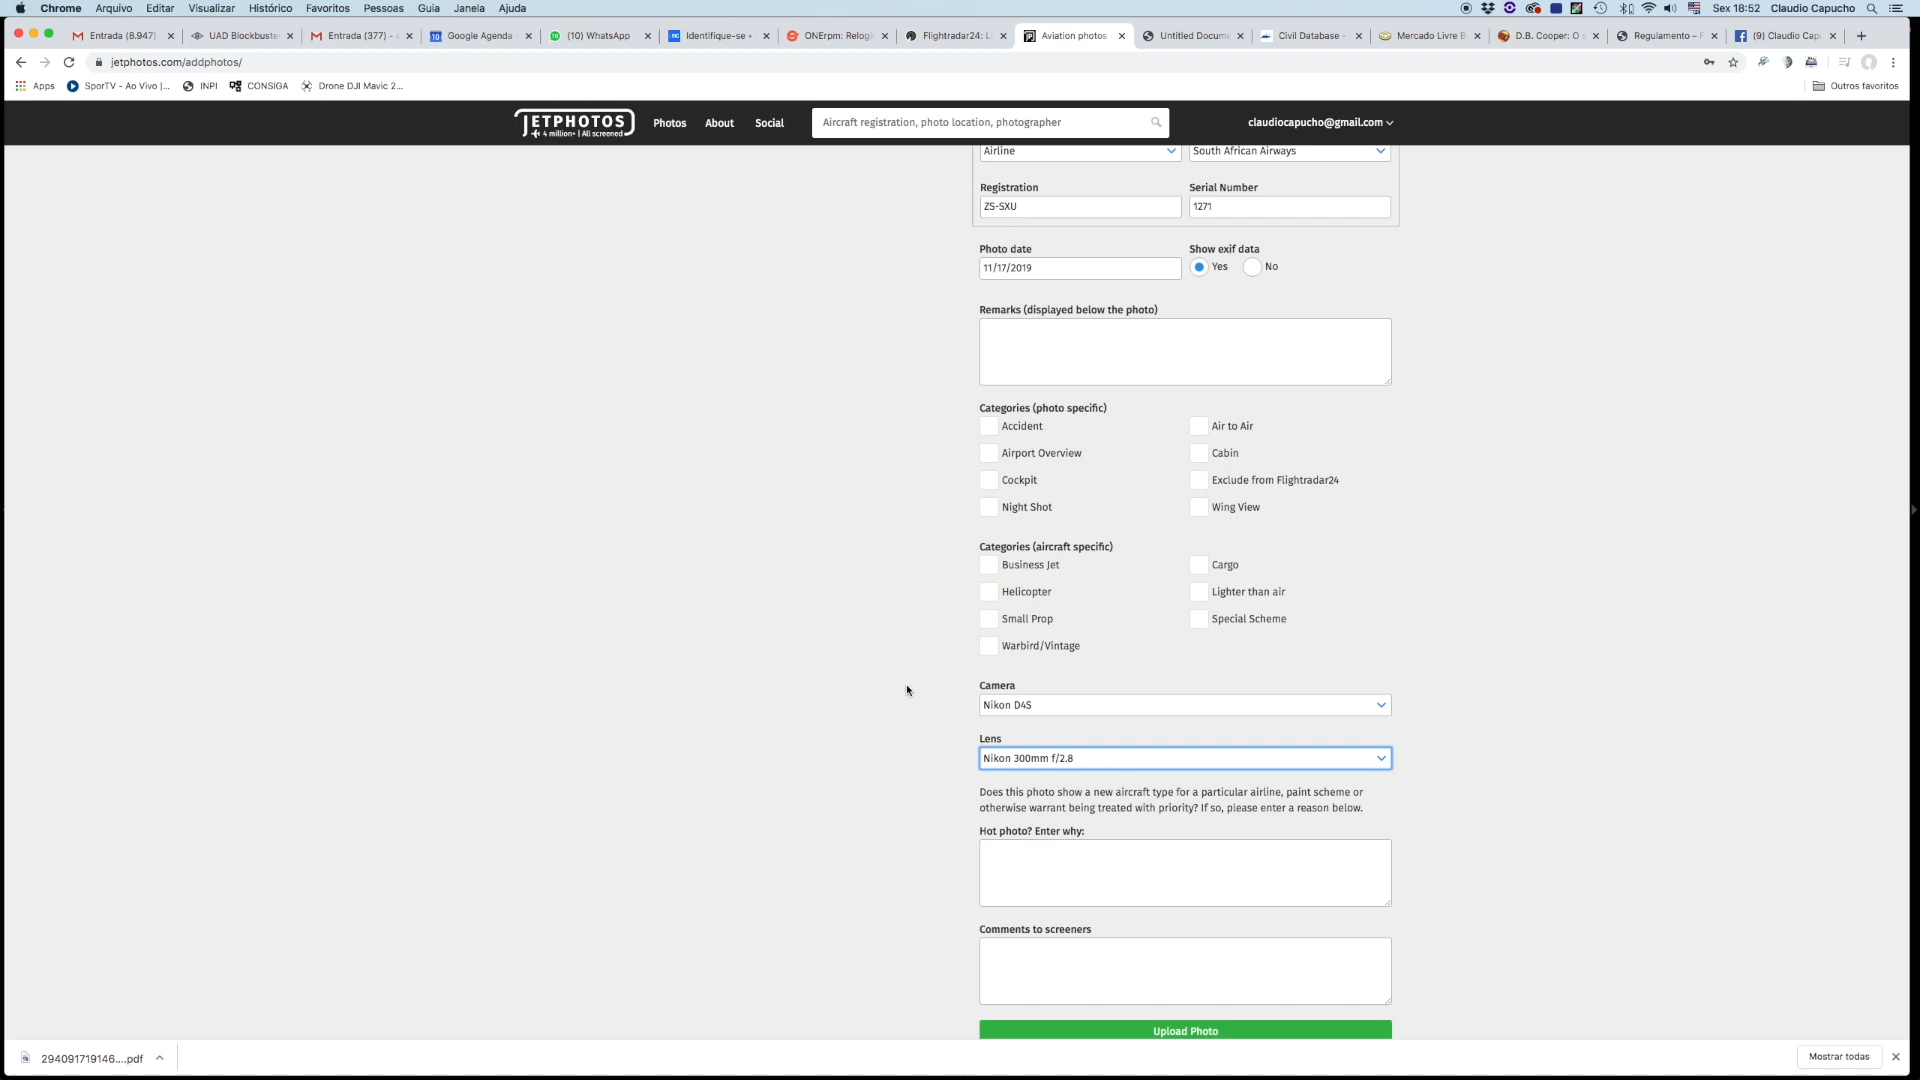 Chrome Arquivo Editar Visualizar Histórico Favoritos Pessoas Guia Janela Ajuda Sex 18:52 Claudio Capucho
Entrada (8.947) UAD Blockbuste Entrada (377) - Google Agenda (10) WhatsApp Identifique-se • ONErpm: Relogi Flightradar24: Li Aviation photos Untitled Docume Civil Database - Mercado Livre B D.B. Cooper: O s Regulamento – F (9) Claudio Cap
jetphotos.com/addphotos/
Apps SporTV - Ao Vivo |... INPI CONSIGA Drone DJI Mavic 2... Outros favoritos
JETPHOTOS
4 million+ | All screened
Photos About Social Aircraft registration, photo location, photographer claudiocapucho@gmail.com
Airline South African Airways
Registration Serial Number
ZS-SXU 1271
Photo date Show exif data
11/17/2019 Yes No
Remarks (displayed below the photo)
Categories (photo specific)
Accident Air to Air
Airport Overview Cabin
Cockpit Exclude from Flightradar24
Night Shot Wing View
Categories (aircraft specific)
Business Jet Cargo
Helicopter Lighter than air
Small Prop Special Scheme
Warbird/Vintage
Camera
Nikon D4S
Lens
Nikon 300mm f/2.8
Does this photo show a new aircraft type for a particular airline, paint scheme or
otherwise warrant being treated with priority? If so, please enter a reason below.
Hot photo? Enter why:
Comments to screeners
Upload Photo
294091719146....pdf Mostrar todas